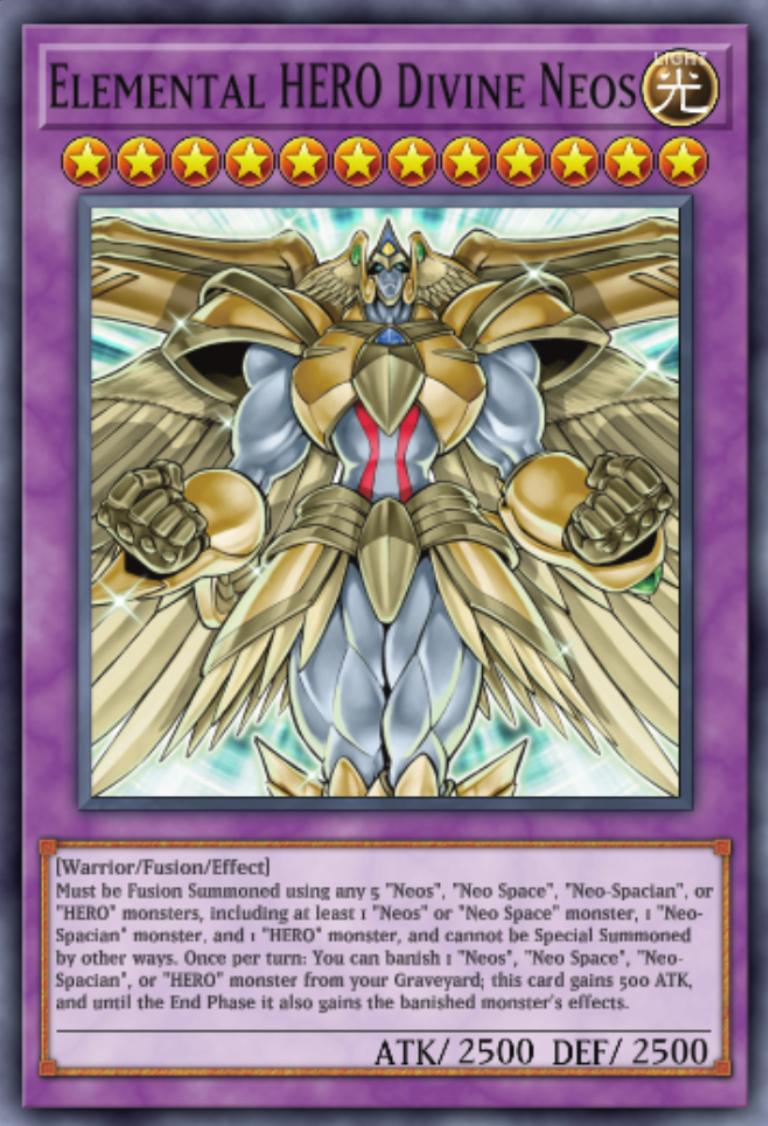 ELEMENTAL HERO DIVINE NEOS
LIGHT
光
[Warrior/Fusion/Effect]
Must be Fusion Summoned using any 5 "Neos", "Neo Space", "Neo-Spacian", or
"HERO" monsters, including at least 1 "Neos" or "Neo Space" monster, 1 "Neo-
Spacian" monster, and 1 "HERO" monster, and cannot be Special Summoned
by other ways. Once per turn: You can banish 1 "Neos", "Neo Space", "Neo-
Spacian", or "HERO" monster from your Graveyard; this card gains 500 ATK,
and until the End Phase it also gains the banished monster's effects.
ATK/ 2500 DEF/ 2500